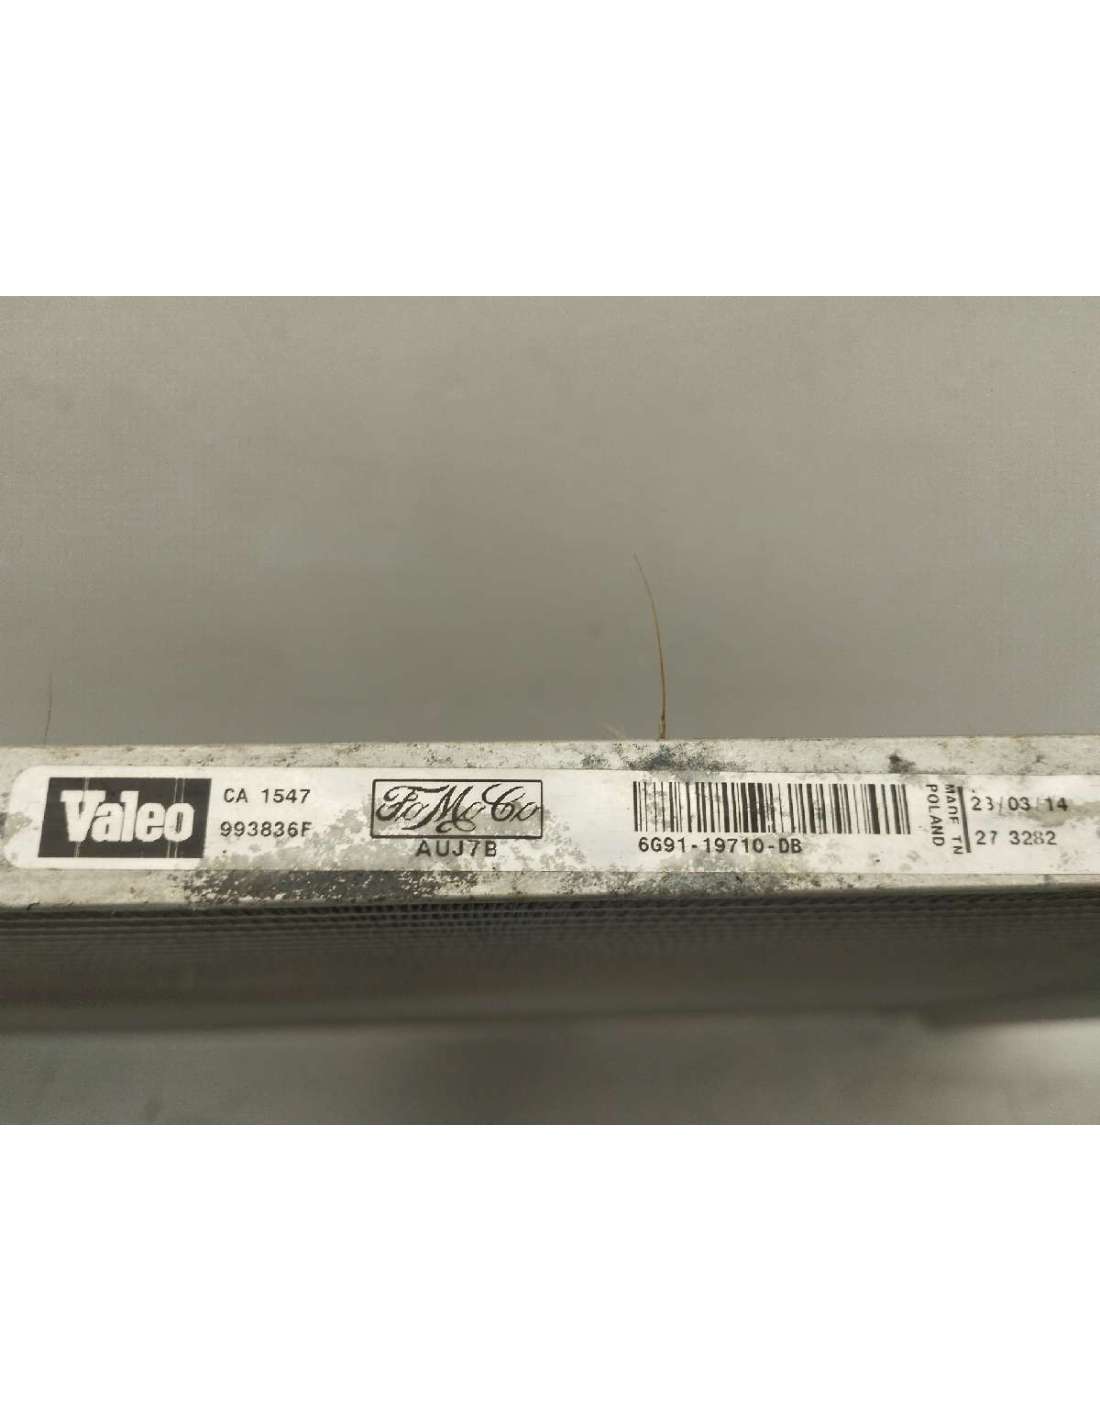 Valeo
CA 1547
993836F
FoMoCo
AUJ7B
6G91-19710-DB
MADE IN
POLAND
23/03/14
27 3282